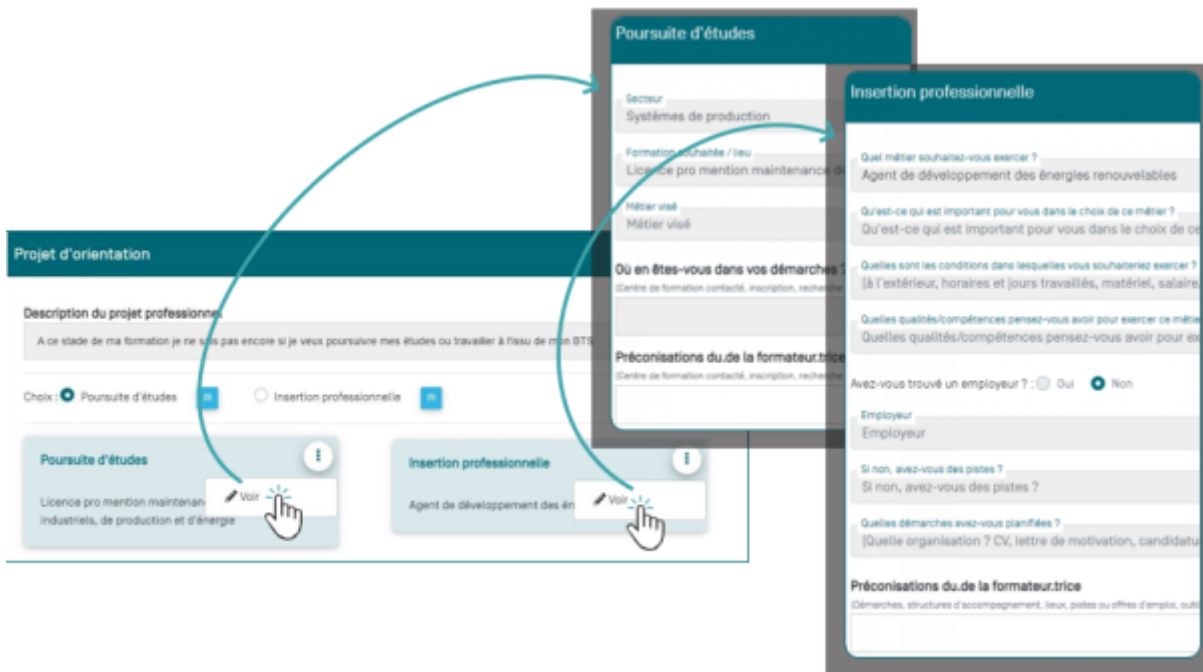 Poursuite d'études
Secteur
Systèmes de production
Formation souhaitée / lieu
Licence pro mention maintenance de
Métier visé
Métier visé
Où en êtes-vous dans vos démarches ?
(Centre de formation contacté, inscription, recherche
Préconisations du.de la formateur.trice
(Centre de formation contacté, inscription, recherche
Insertion professionnelle
Quel métier souhaitez-vous exercer ?
Agent de développement des énergies renouvelables
Qu'est-ce qui est important pour vous dans le choix de ce métier ?
Qu'est-ce qui est important pour vous dans le choix de ce
Quelles sont les conditions dans lesquelles vous souhaiteriez exercer ?
(à l'extérieur, horaires et jours travaillés, matériel, salaire,
Quelles qualités/compétences pensez-vous avoir pour exercer ce métie
Quelles qualités/compétences pensez-vous avoir pour ex
Avez-vous trouvé un employeur ? : Oui Non
Employeur
Employeur
Si non, avez-vous des pistes ?
Si non, avez-vous des pistes ?
Quelles démarches avez-vous planifiées ?
(Quelle organisation ? CV, lettre de motivation, candidatu
Préconisations du.de la formateur.trice
(Démarches, structures d'accompagnement, lieux, pistes ou offres d'emploi, outil
Projet d'orientation
Description du projet professionnel
A ce stade de ma formation je ne suis pas encore si je veux poursuivre mes études ou travailler à l'issu de mon BTS
Choix : Poursuite d'études Insertion professionnelle
Poursuite d'études
Voir
Licence pro mention maintenan
industriels, de production et d'énergie
Insertion professionnelle
Voir
Agent de développement des én